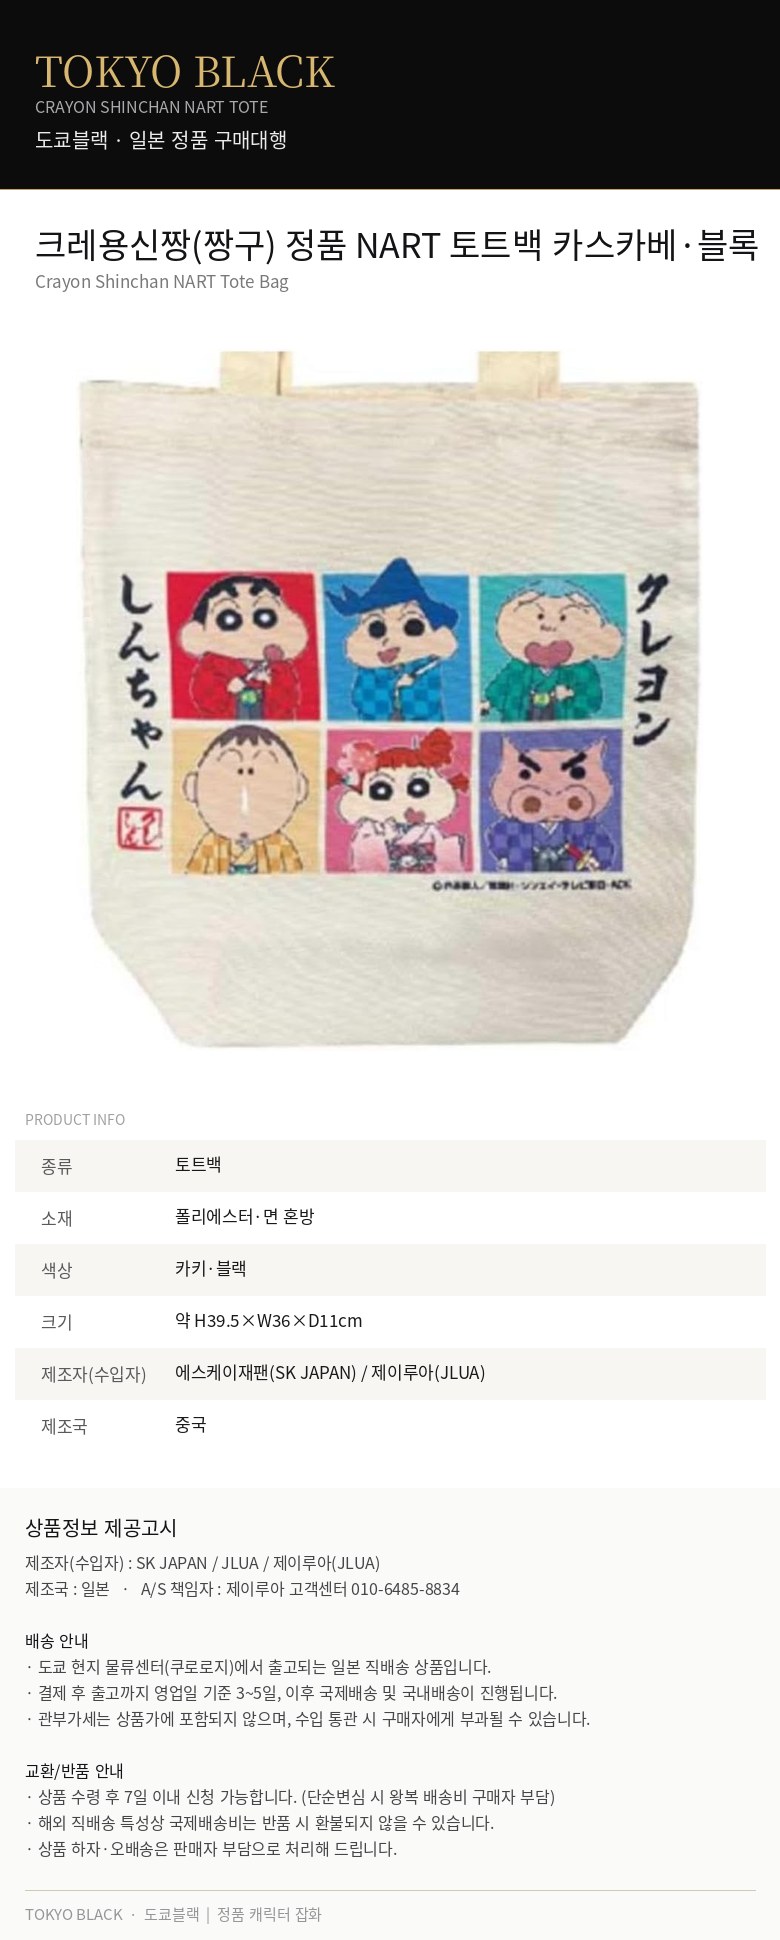 TOKYO BLACK
CRAYON SHINCHAN NART TOTE
도쿄블랙 · 일본 정품 구매대행
크레용신짱(짱구) 정품 NART 토트백 카스카베·블록
Crayon Shinchan NART Tote Bag
クレヨン
しんちゃん
PRODUCT INFO
종류 토트백
소재 폴리에스터·면 혼방
색상 카키·블랙
크기 약 H39.5×W36×D11cm
제조자(수입자) 에스케이재팬(SK JAPAN) / 제이루아(JLUA)
제조국 중국
상품정보 제공고시
제조자(수입자) : SK JAPAN / JLUA / 제이루아(JLUA)
제조국 : 일본 · A/S 책임자 : 제이루아 고객센터 010-6485-8834
배송 안내
· 도쿄 현지 물류센터(쿠로로지)에서 출고되는 일본 직배송 상품입니다.
· 결제 후 출고까지 영업일 기준 3~5일, 이후 국제배송 및 국내배송이 진행됩니다.
· 관부가세는 상품가에 포함되지 않으며, 수입 통관 시 구매자에게 부과될 수 있습니다.
교환/반품 안내
· 상품 수령 후 7일 이내 신청 가능합니다. (단순변심 시 왕복 배송비 구매자 부담)
· 해외 직배송 특성상 국제배송비는 반품 시 환불되지 않을 수 있습니다.
· 상품 하자·오배송은 판매자 부담으로 처리해 드립니다.
TOKYO BLACK · 도쿄블랙 | 정품 캐릭터 잡화